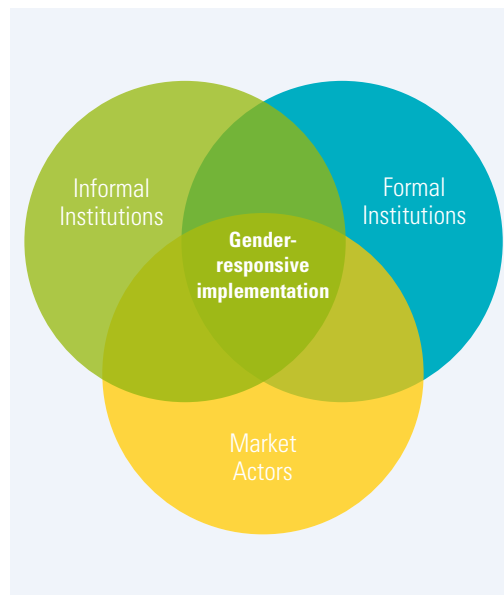 Informal
Institutions
Formal
Institutions
Gender-
responsive
implementation
Market
Actors